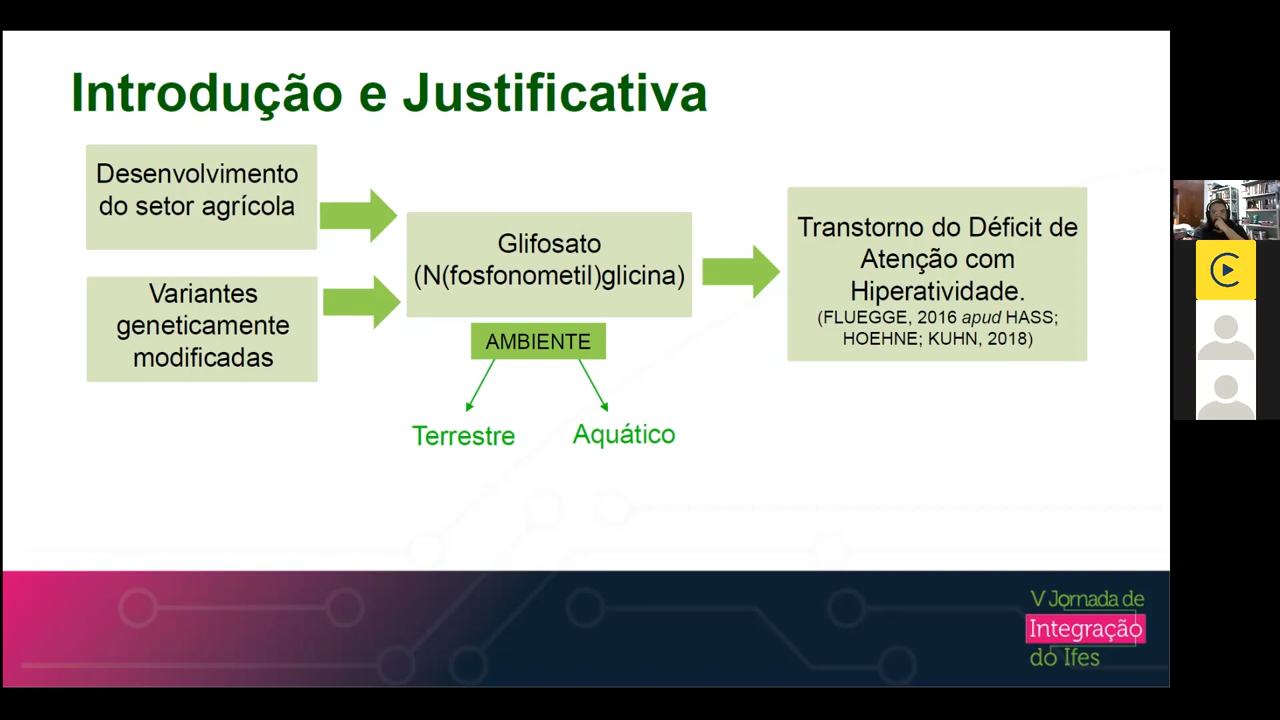 Introdução e Justificativa
Desenvolvimento
do setor agrícola
Variantes
geneticamente
modificadas
Glifosato
(N(fosfonometil)glicina)
AMBIENTE
Terrestre
Aquático
Transtorno do Déficit de
Atenção com
Hiperatividade.
(FLUEGGE, 2016 apud HASS;
HOEHNE; KUHN, 2018)
V Jornada de
Integração
do Ifes